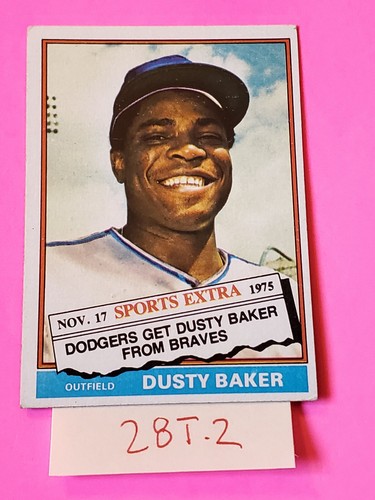 NOV. 17 SPORTS EXTRA 1975
DODGERS GET DUSTY BAKER
FROM BRAVES
OUTFIELD DUSTY BAKER
28T.2